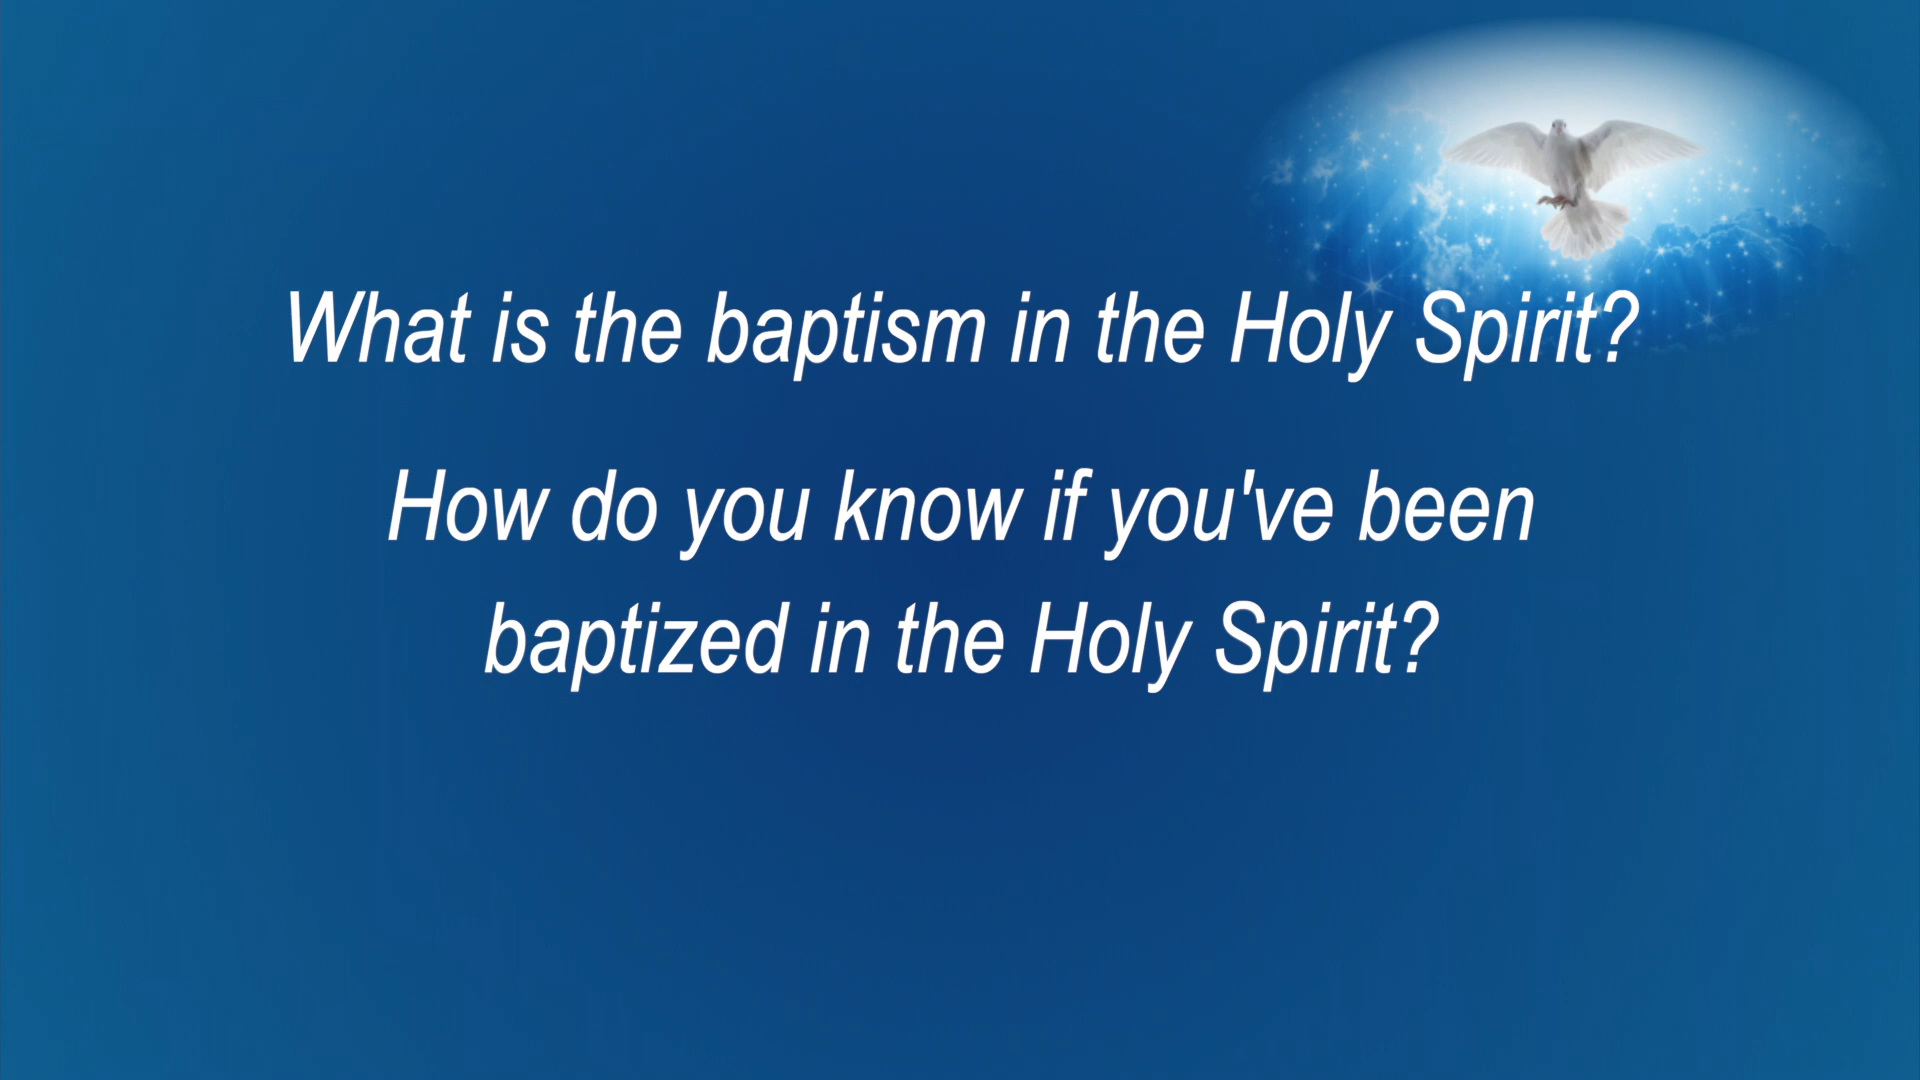 What is the baptism in the Holy Spirit?
How do you know if you've been
baptized in the Holy Spirit?